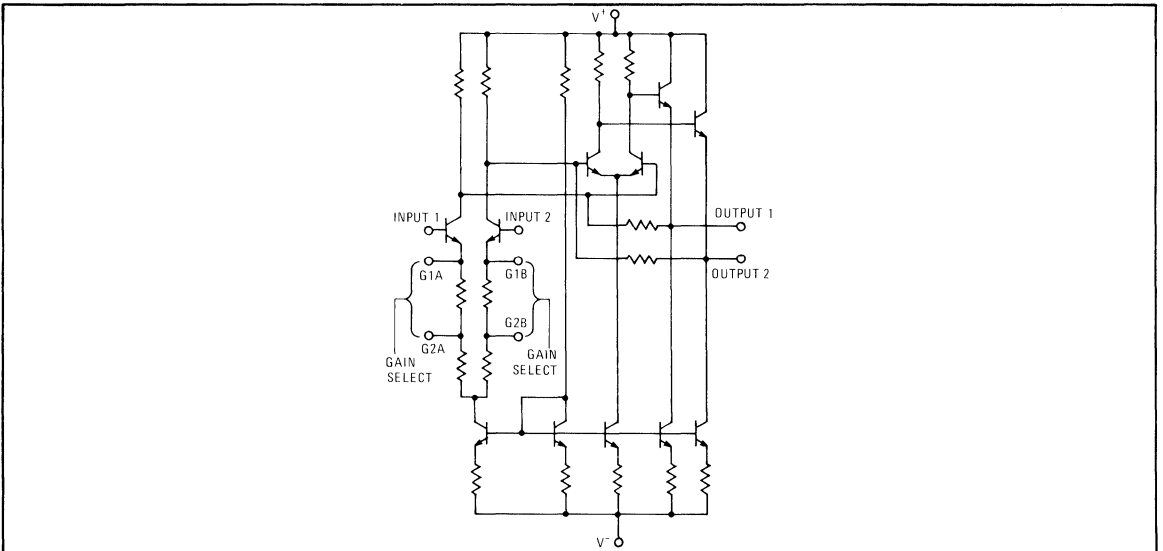 V+
INPUT 1
INPUT 2
OUTPUT 1
OUTPUT 2
G1A
G1B
G2A
G2B
GAIN
SELECT
GAIN
SELECT
V-